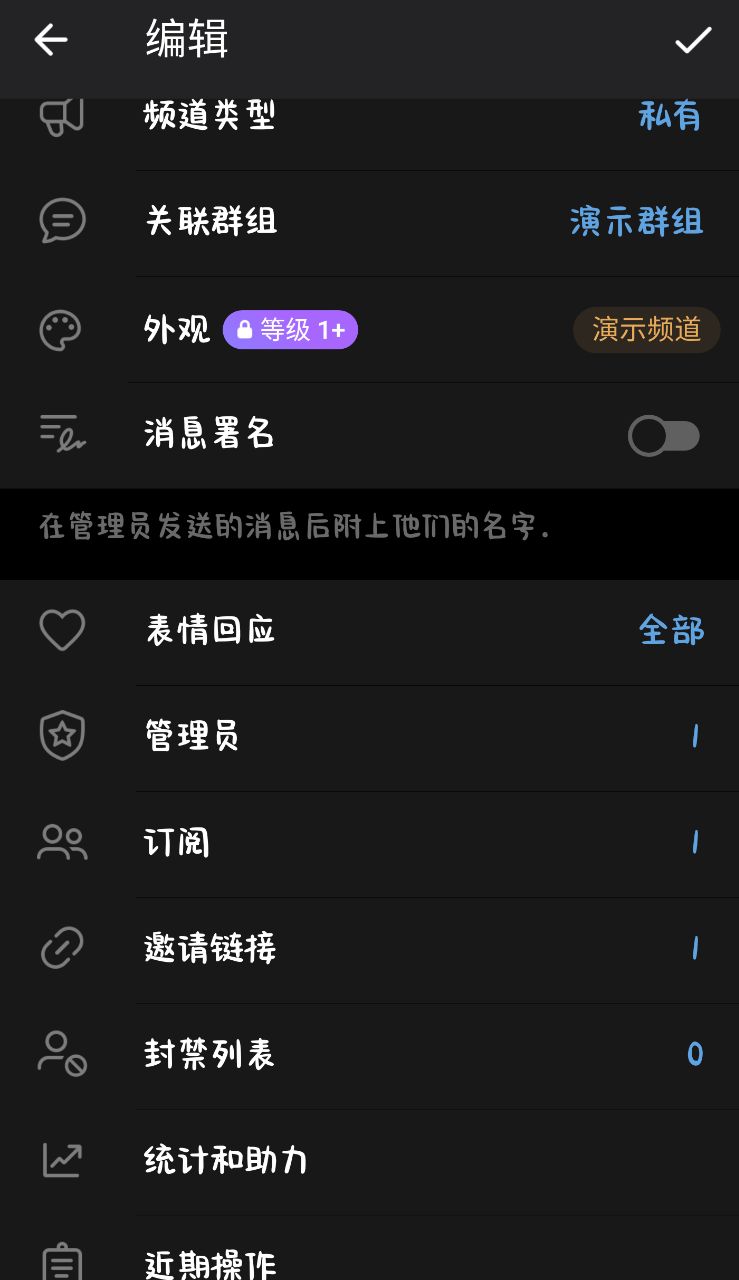 编辑
频道类型 私有
关联群组 演示群组
外观 等级 1+ 演示频道
消息署名
在管理员发送的消息后附上他们的名字.
表情回应 全部
管理员 1
订阅 1
邀请链接 1
封禁列表 0
统计和助力
近期操作